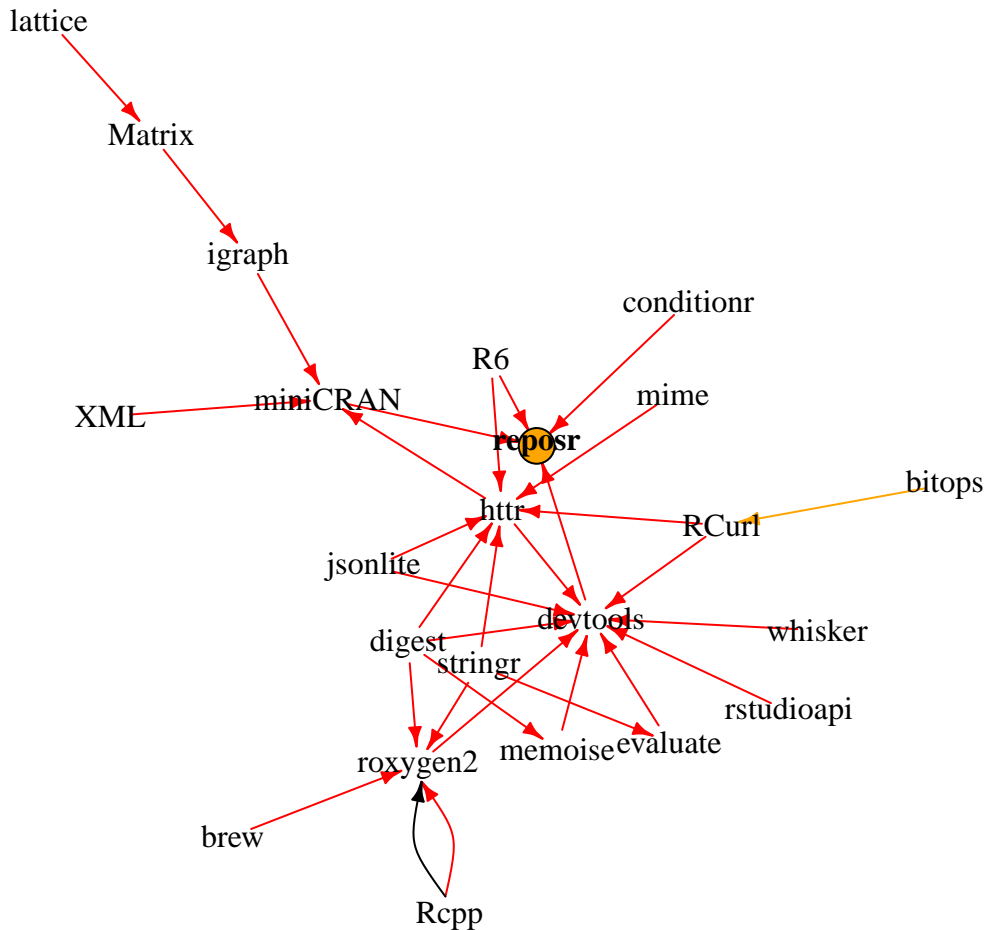 lattice
Matrix
igraph
conditionr
R6
mime
miniCRAN
XML
reposr
bitops
httr
RCurl
jsonlite
devtools
whisker
digest
stringr
rstudioapi
evaluate
memoise
roxygen2
brew
Rcpp